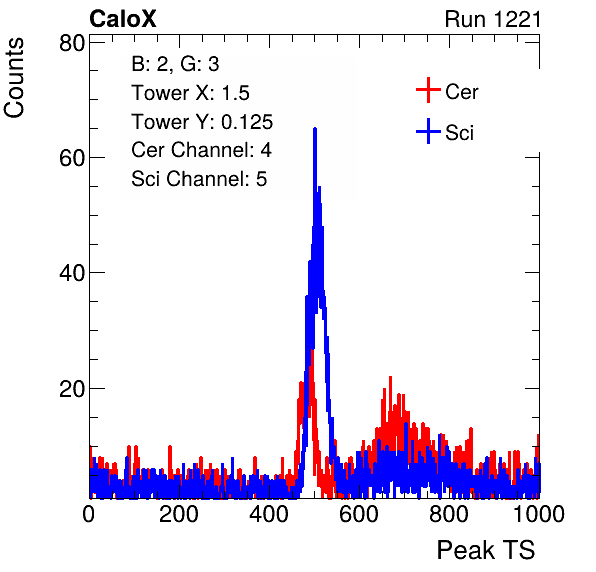 CaloX Run 1221
Counts
80
B: 2, G: 3
Tower X: 1.5
Tower Y: 0.125
Cer Channel: 4
Sci Channel: 5
Cer
Sci
60
40
20
0 200 400 600 800 1000
Peak TS